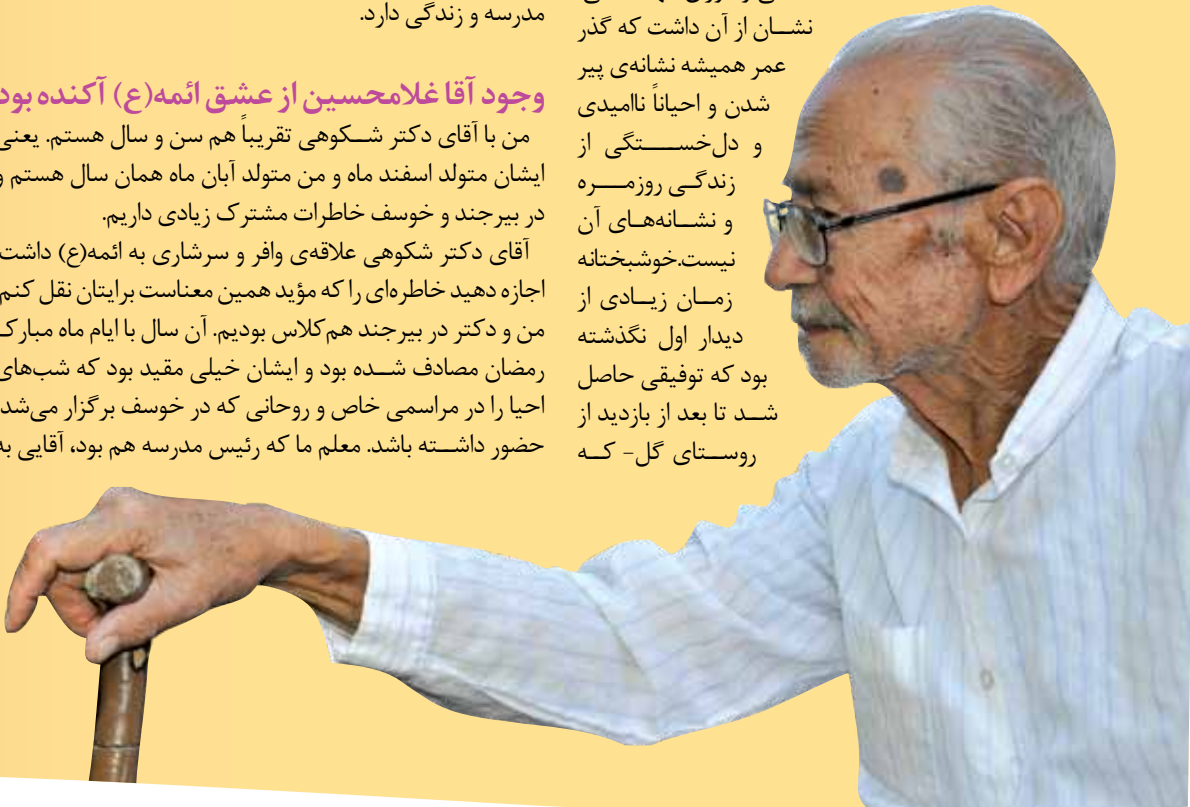 نشان از آن داشت که گذر
عمر همیشه نشانه‌ی پیر
شدن و احیاناً ناامیدی
و دل‌خستگی از
زندگی روزمره
و نشانه‌های آن
نیست.خوشبختانه
زمان زیادی از
دیدار اول نگذشته
بود که توفیقی حاصل
شد تا بعد از بازدید از
روستای گل- که
مدرسه و زندگی دارد.
وجود آقا غلامحسین از عشق ائمه(ع) آکنده بود
من با آقای دکتر شکوهی تقریباً هم سن و سال هستم. یعنی
ایشان متولد اسفند ماه و من متولد آبان ماه همان سال هستم و
در بیرجند و خوسف خاطرات مشترک زیادی داریم.
آقای دکتر شکوهی علاقه‌ی وافر و سرشاری به ائمه(ع) داشت
اجازه دهید خاطره‌ای را که مؤید همین معناست برایتان نقل کنم
من و دکتر در بیرجند هم‌کلاس بودیم. آن سال با ایام ماه مبارک
رمضان مصادف شده بود و ایشان خیلی مقید بود که شب‌های
احیا را در مراسمی خاص و روحانی که در خوسف برگزار می‌شد
حضور داشته باشد. معلم ما که رئیس مدرسه هم بود، آقایی به